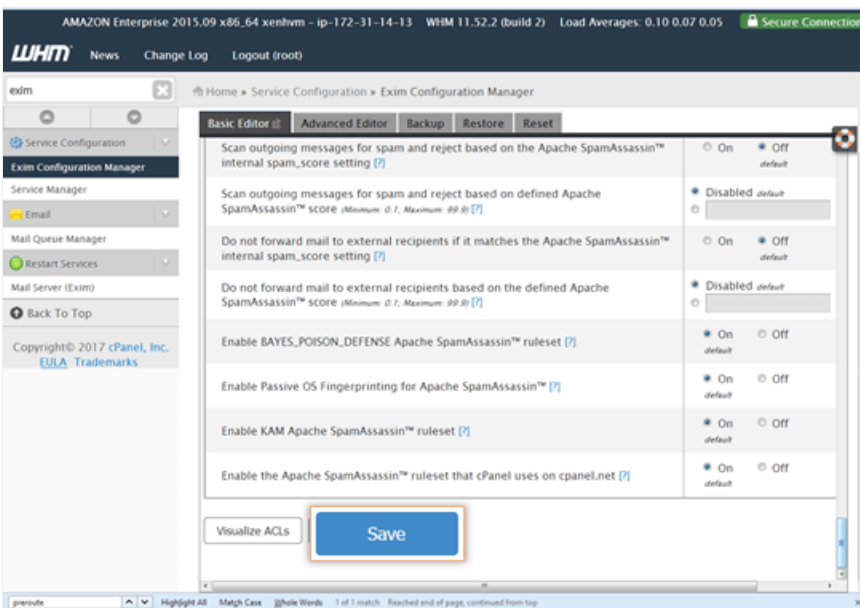 AMAZON Enterprise 2015.09 x86_64 xenhvm - ip-172-31-14-13 WHM 11.52.2 (build 2) Load Averages: 0.10 0.07 0.05 Secure Connection
WHM News Change Log Logout (root)
exim
Home » Service Configuration » Exim Configuration Manager
Basic Editor Advanced Editor Backup Restore Reset
Service Configuration
Exim Configuration Manager
Service Manager
Email
Mail Queue Manager
Restart Services
Mail Server (Exim)
Back To Top
Copyright© 2017 cPanel, Inc.
EULA Trademarks
Scan outgoing messages for spam and reject based on the Apache SpamAssassin™
internal spam_score setting [?]
On Off
default
Scan outgoing messages for spam and reject based on defined Apache
SpamAssassin™ score (Minimum: 0.1; Maximum: 99.9) [?]
Disabled default
Do not forward mail to external recipients if it matches the Apache SpamAssassin™
internal spam_score setting [?]
On Off
default
Do not forward mail to external recipients based on the defined Apache
SpamAssassin™ score (Minimum: 0.1; Maximum: 99.9) [?]
Disabled default
Enable BAYES_POISON_DEFENSE Apache SpamAssassin™ ruleset [?]
On Off
default
Enable Passive OS Fingerprinting for Apache SpamAssassin™ [?]
On Off
default
Enable KAM Apache SpamAssassin™ ruleset [?]
On Off
default
Enable the Apache SpamAssassin™ ruleset that cPanel uses on cpanel.net [?]
On Off
default
Visualize ACLs Save
preroute Highlight All Match Case Whole Words 1 of 1 match Reached end of page, continued from top